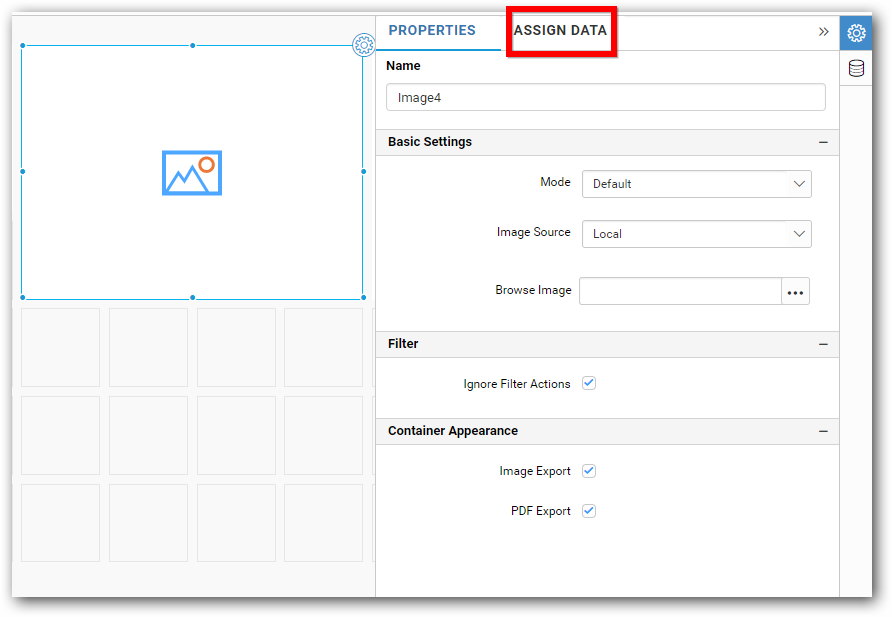 PROPERTIES ASSIGN DATA
Name
Image4
Basic Settings
Mode Default
Image Source Local
Browse Image
Filter
Ignore Filter Actions
Container Appearance
Image Export
PDF Export